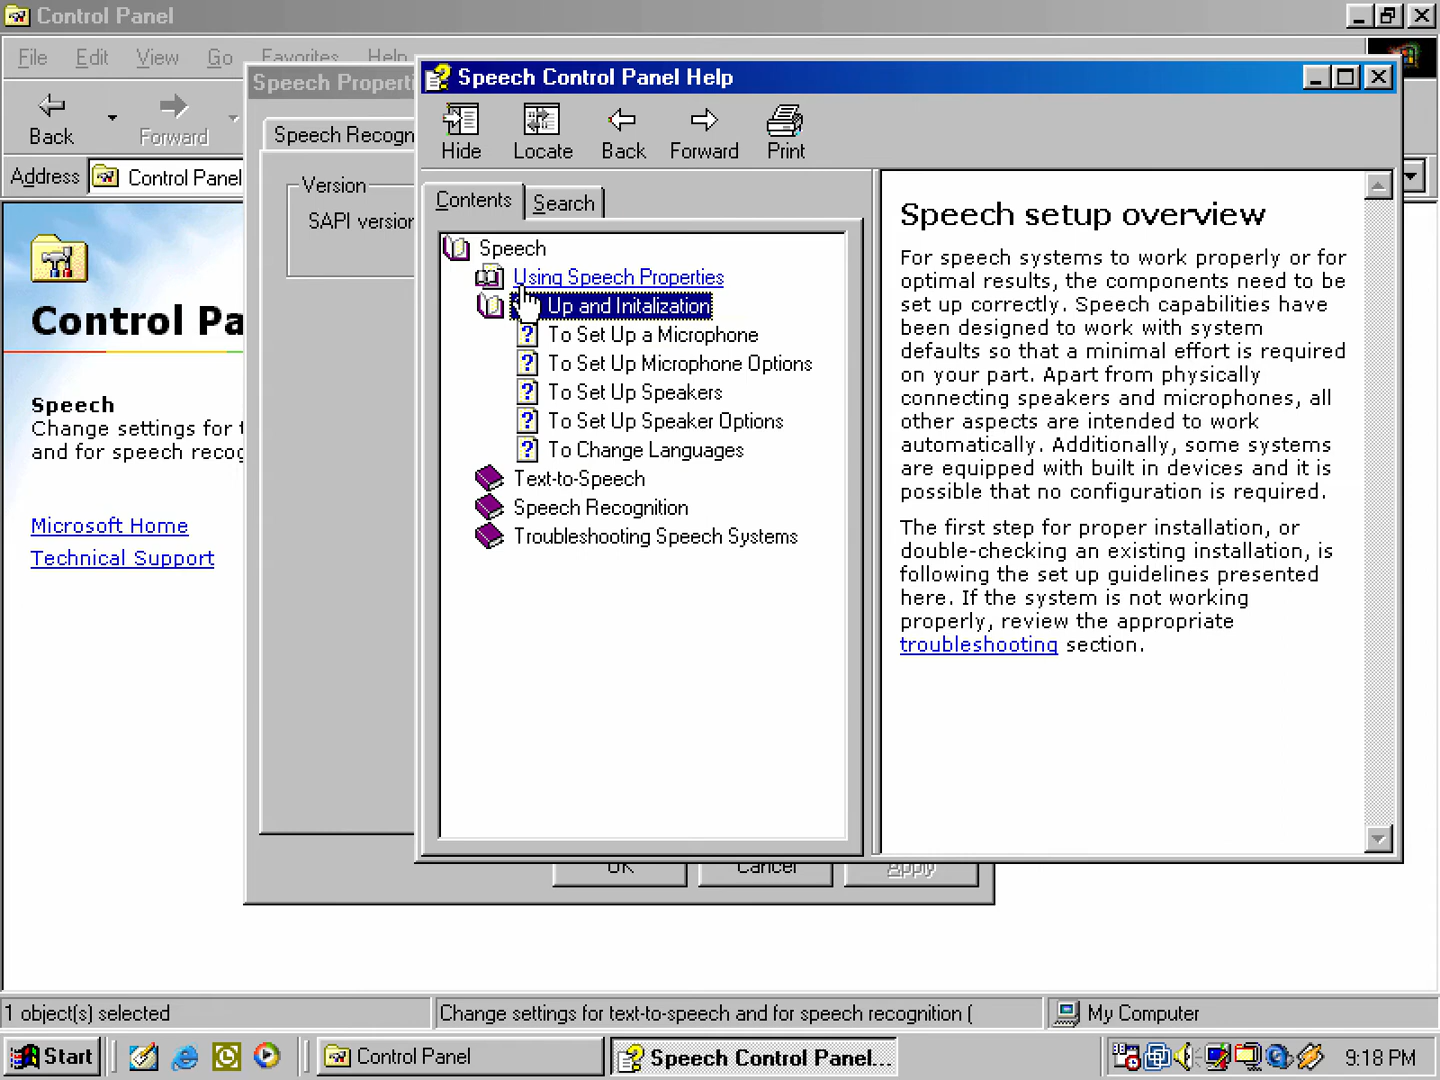 Control Panel
File Edit View Go Favorites Help
Back Forward
Address Control Panel
Control Pa
Speech
Change settings for t
and for speech recog
Microsoft Home
Technical Support
Speech Properti
Speech Recogn
Version
SAPI version
OK Cancel Apply
Speech Control Panel Help
Hide Locate Back Forward Print
Contents Search
Speech
Using Speech Properties
Up and Initalization
To Set Up a Microphone
To Set Up Microphone Options
To Set Up Speakers
To Set Up Speaker Options
To Change Languages
Text-to-Speech
Speech Recognition
Troubleshooting Speech Systems
Speech setup overview
For speech systems to work properly or for
optimal results, the components need to be
set up correctly. Speech capabilities have
been designed to work with system
defaults so that a minimal effort is required
on your part. Apart from physically
connecting speakers and microphones, all
other aspects are intended to work
automatically. Additionally, some systems
are equipped with built in devices and it is
possible that no configuration is required.
The first step for proper installation, or
double-checking an existing installation, is
following the set up guidelines presented
here. If the system is not working
properly, review the appropriate
troubleshooting section.
1 object(s) selected
Change settings for text-to-speech and for speech recognition (
My Computer
Start Control Panel Speech Control Panel... 9:18 PM